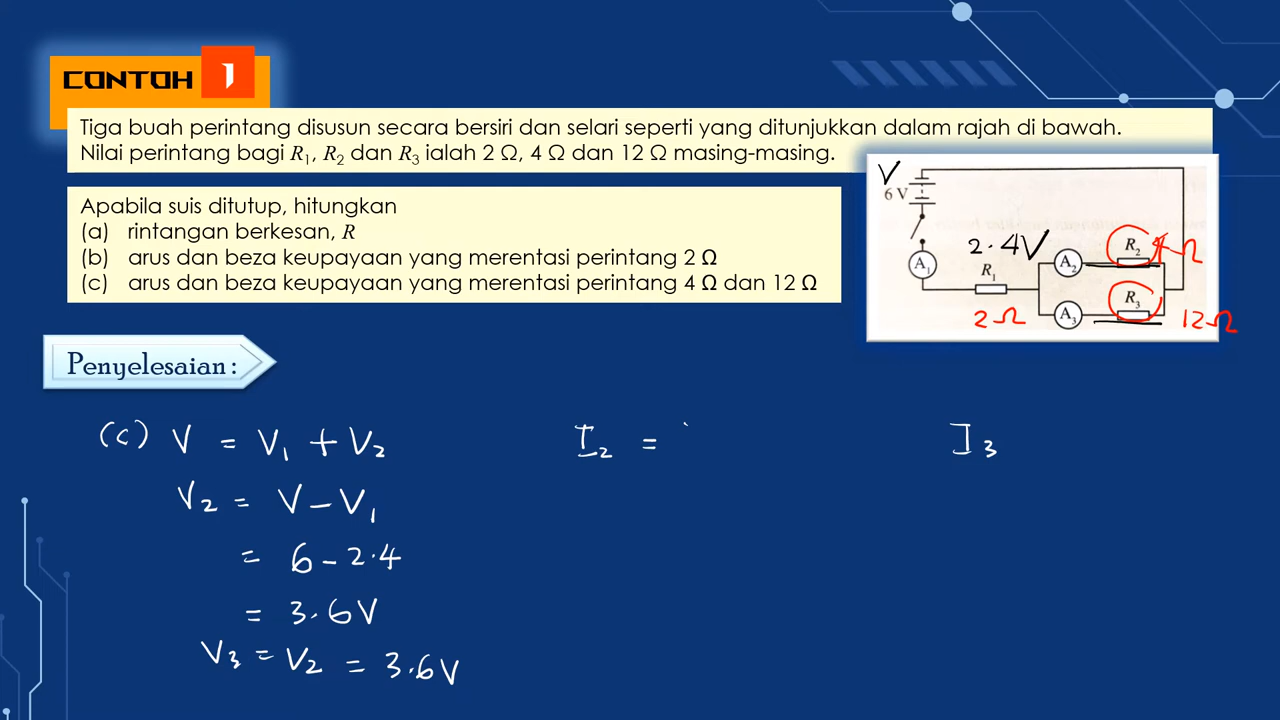 CONTOH 1
Tiga buah perintang disusun secara bersiri dan selari seperti yang ditunjukkan dalam rajah di bawah.
Nilai perintang bagi R₁, R₂ dan R₃ ialah 2 Ω, 4 Ω dan 12 Ω masing-masing.
Apabila suis ditutup, hitungkan
(a) rintangan berkesan, R
(b) arus dan beza keupayaan yang merentasi perintang 2 Ω
(c) arus dan beza keupayaan yang merentasi perintang 4 Ω dan 12 Ω
V
6 V
2.4V
A₁
R₁
2Ω
A₂
R₂
4Ω
A₃
R₃
12Ω
Penyelesaian :
(c) V = V₁ + V₂
V₂ = V – V₁
= 6 – 2.4
= 3.6V
V₃ = V₂ = 3.6V
I₂ =
I₃